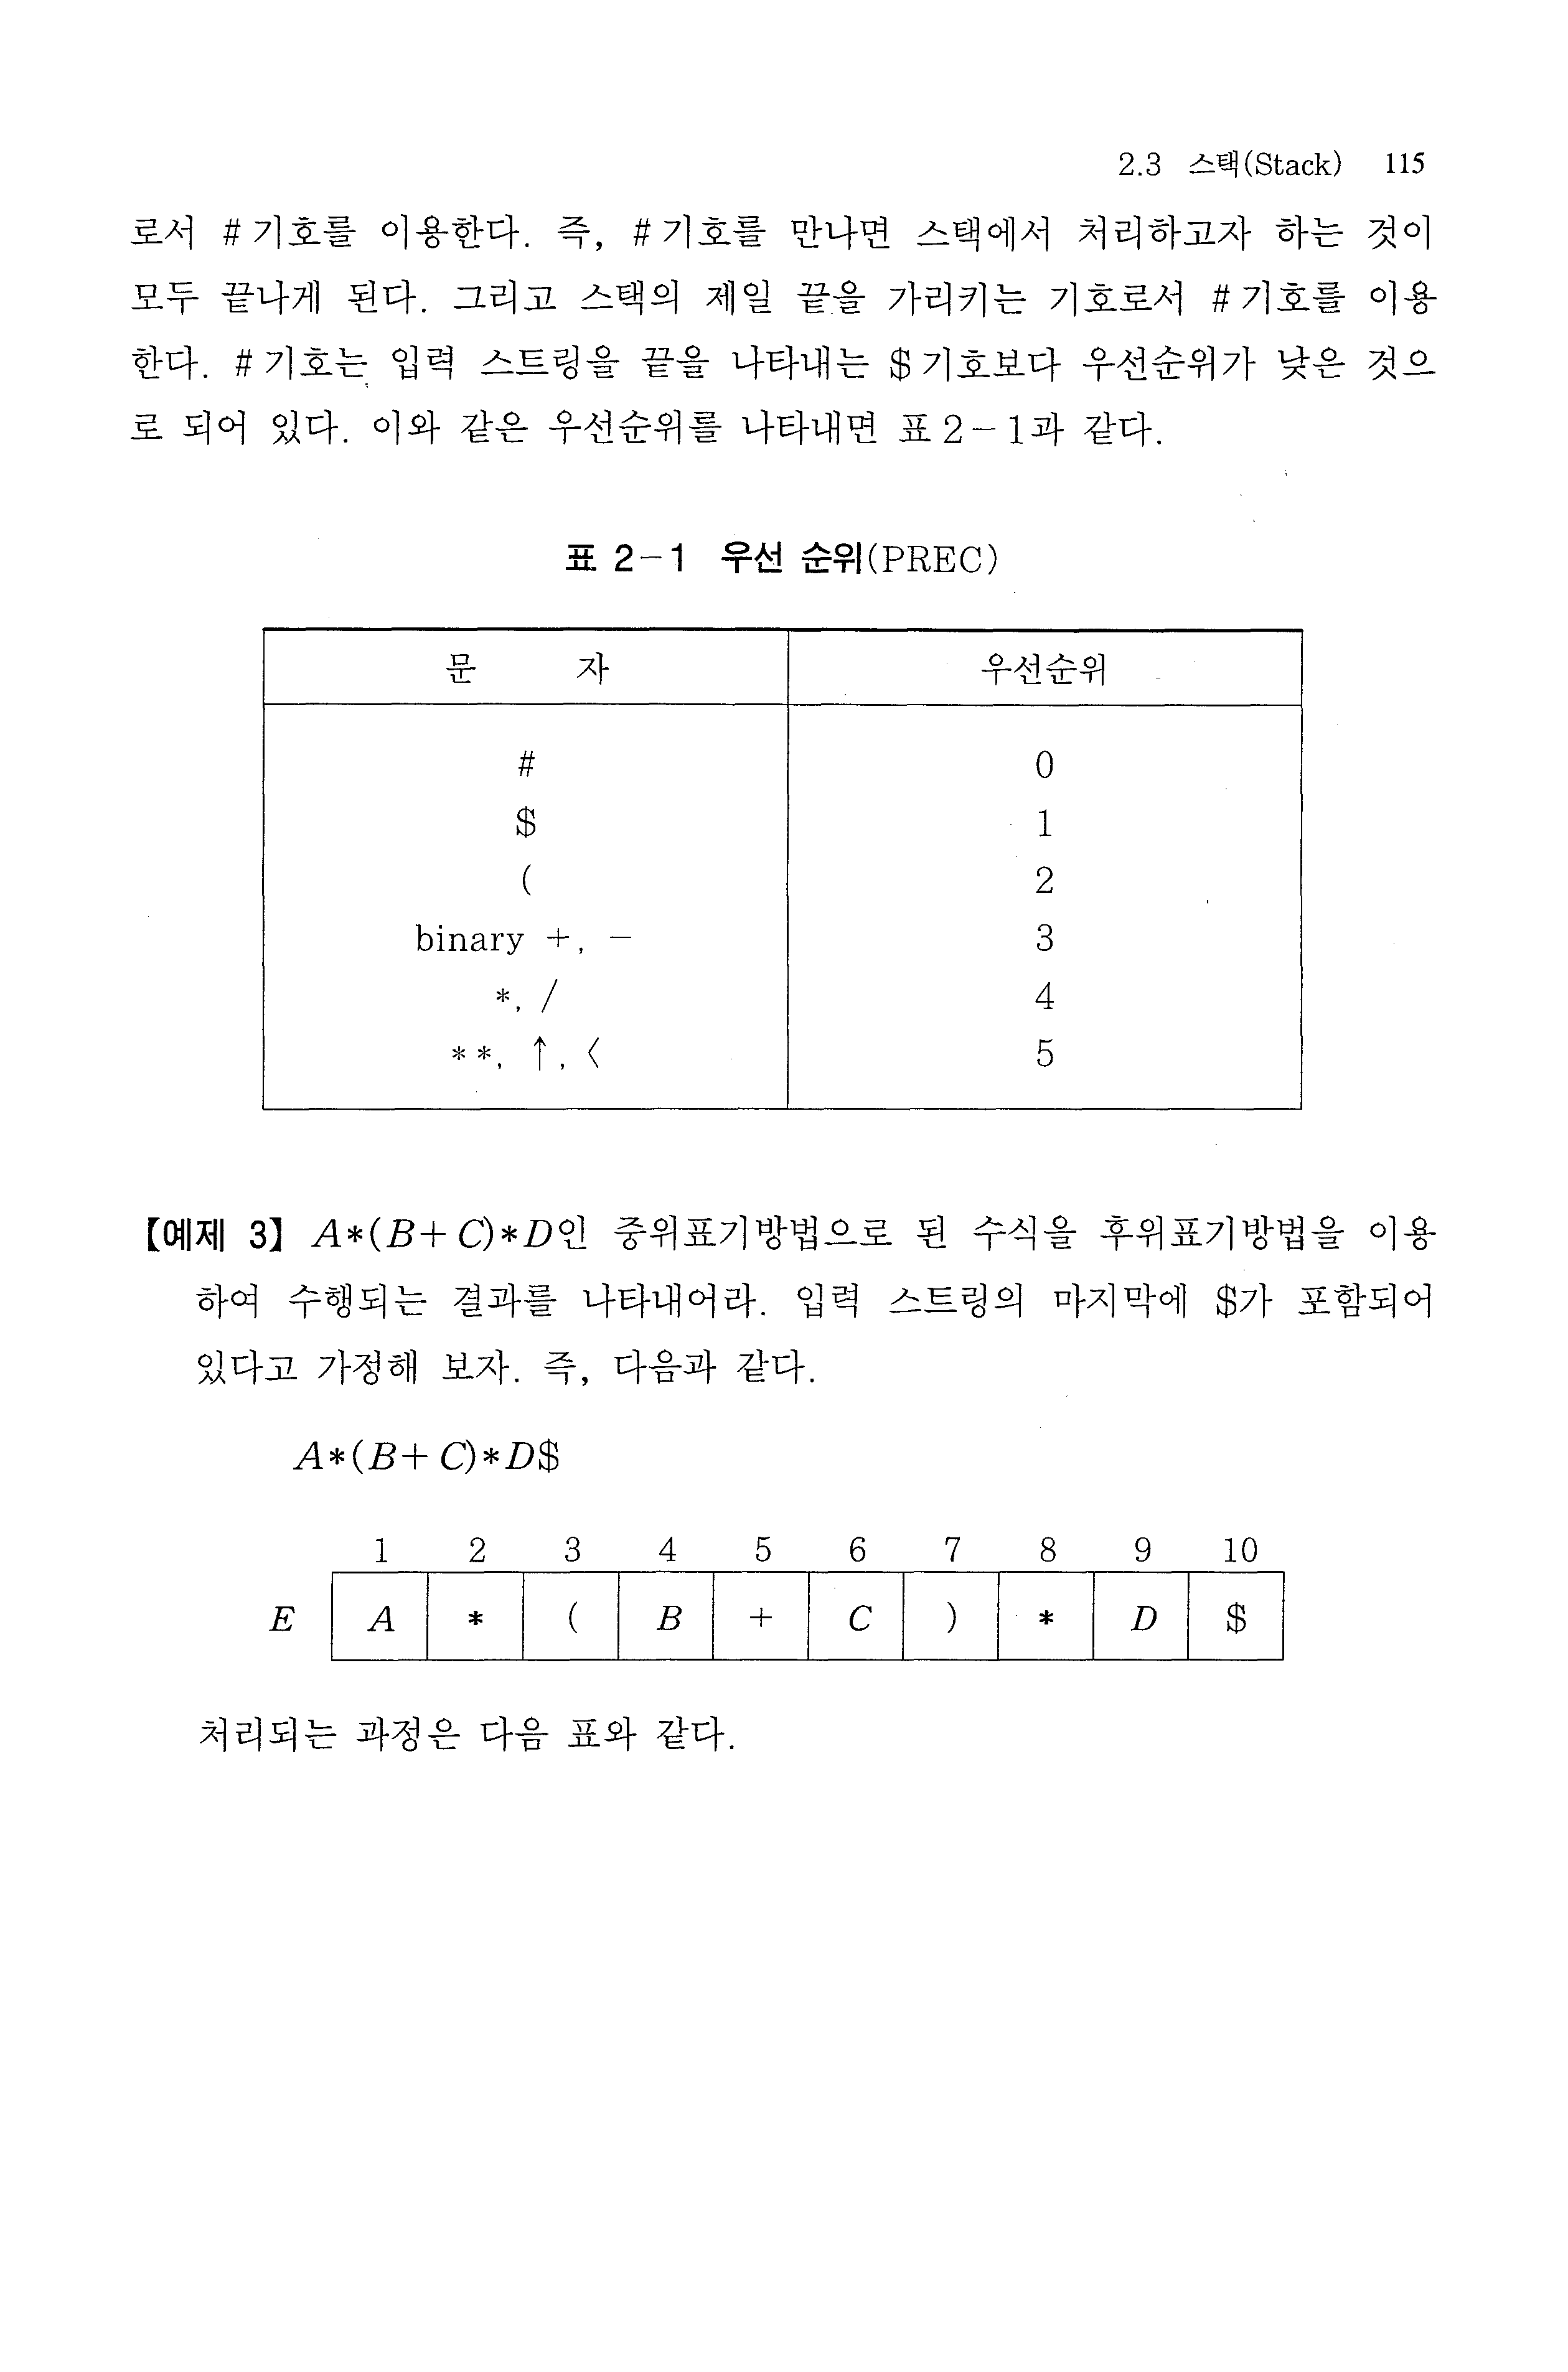 2.3 스택(Stack) 115
로서 #기호를 이용한다. 즉, #기호를 만나면 스택에서 처리하고자 하는 것이
모두 끝나게 된다. 그리고 스택의 제일 끝을 가리키는 기호로서 #기호를 이용
한다. #기호는 입력 스트링을 끝을 나타내는 $기호보다 우선순위가 낮은 것으
로 되어 있다. 이와 같은 우선순위를 나타내면 표 2-1과 같다.
표 2-1 우선 순위(PREC)
문 자 우선순위
# 0
$ 1
( 2
binary +, - 3
*, / 4
**, ↑, < 5
【예제 3】 A*(B+C)*D인 중위표기방법으로 된 수식을 후위표기방법을 이용
하여 수행되는 결과를 나타내어라. 입력 스트링의 마지막에 $가 포함되어
있다고 가정해 보자. 즉, 다음과 같다.
A*(B+C)*D$
1 2 3 4 5 6 7 8 9 10
E A * ( B + C ) * D $
처리되는 과정은 다음 표와 같다.